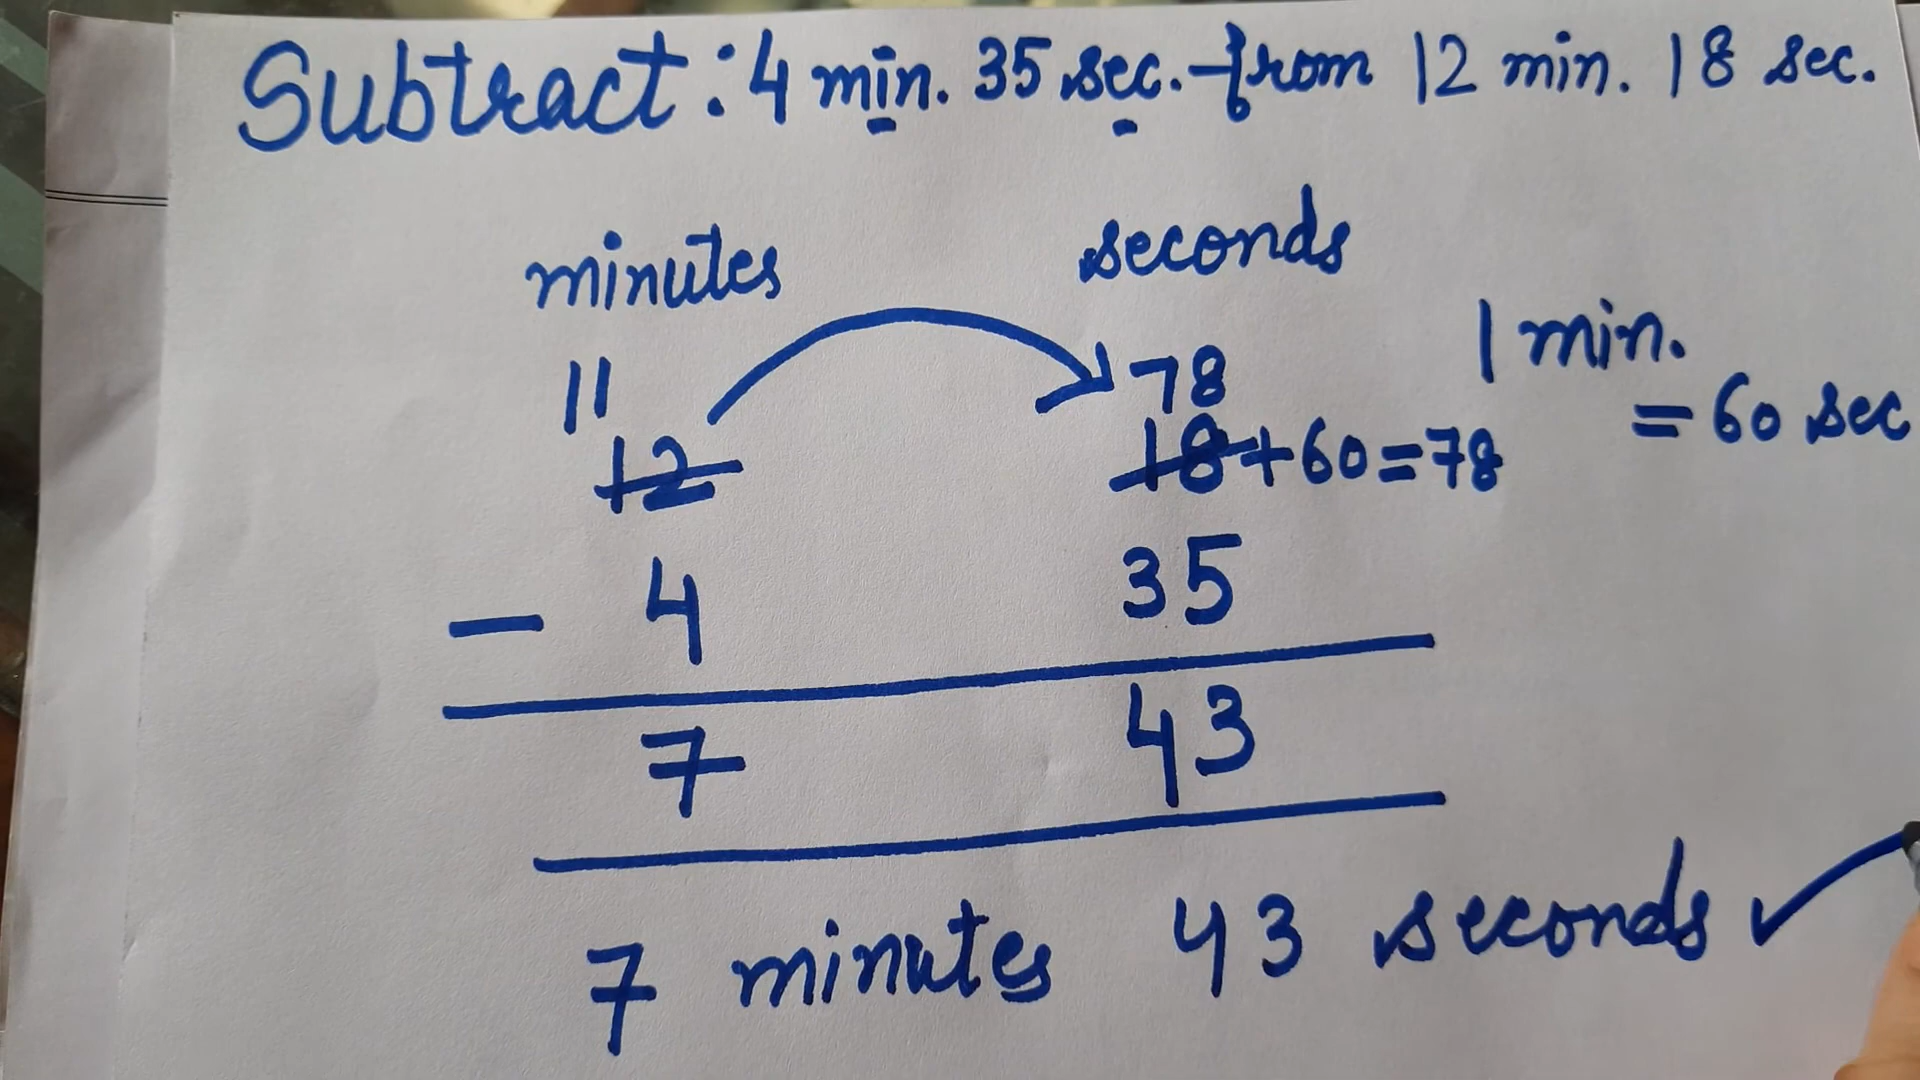 Subtract: 4 min. 35 sec. from 12 min. 18 sec.
minutes seconds
11 78
12 18+60=78
1 min.
= 60 sec
- 4 35
7 43
7 minutes 43 seconds ✓